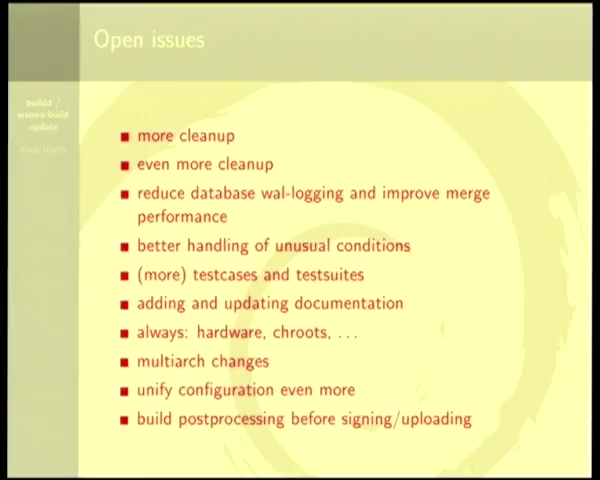 Open issues
buildd /
wanna-build
update
more cleanup
even more cleanup
reduce database wal-logging and improve merge
performance
better handling of unusual conditions
(more) testcases and testsuites
adding and updating documentation
always: hardware, chroots, ...
multiarch changes
unify configuration even more
build postprocessing before signing/uploading